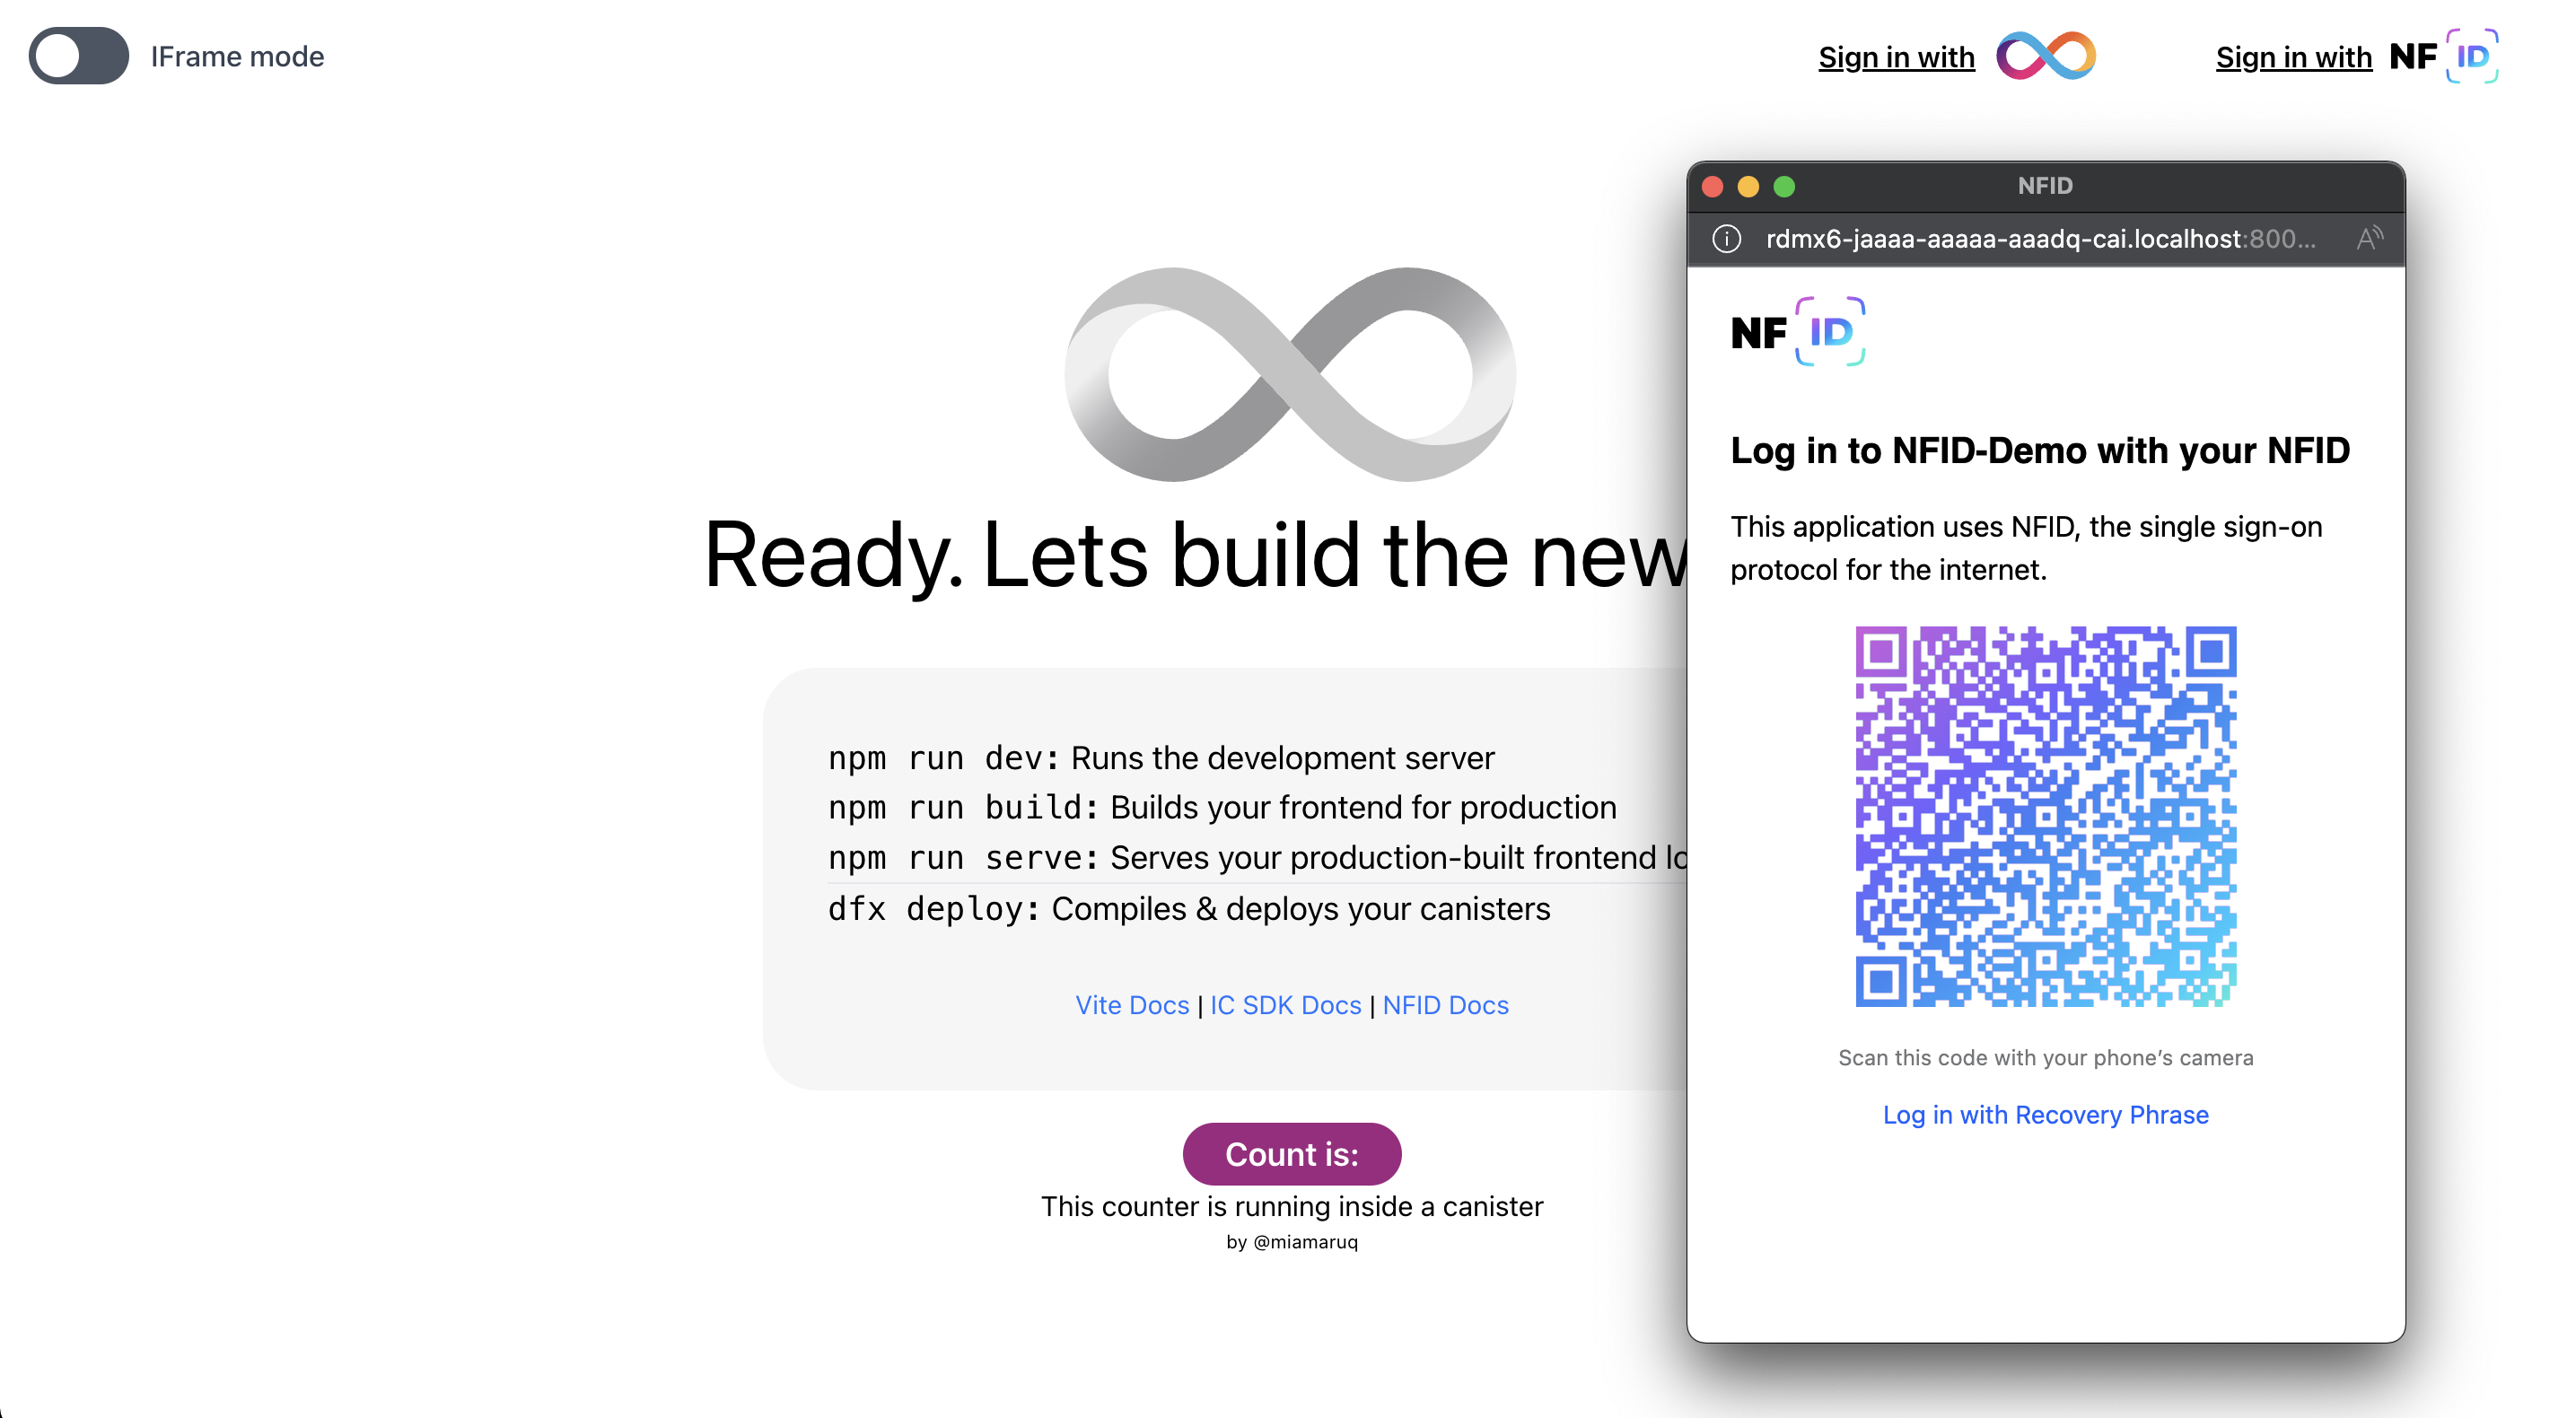 IFrame mode
Sign in with
Sign in with NFID
NFID
rdmx6-jaaaa-aaaaa-aaadq-cai.localhost:800...
NFID
Log in to NFID-Demo with your NFID
This application uses NFID, the single sign-on
protocol for the internet.
Scan this code with your phone’s camera
Log in with Recovery Phrase
Ready. Lets build the new
npm run dev: Runs the development server
npm run build: Builds your frontend for production
npm run serve: Serves your production-built frontend
dfx deploy: Compiles & deploys your canisters
Vite Docs | IC SDK Docs | NFID Docs
Count is:
This counter is running inside a canister
by @miamaruq